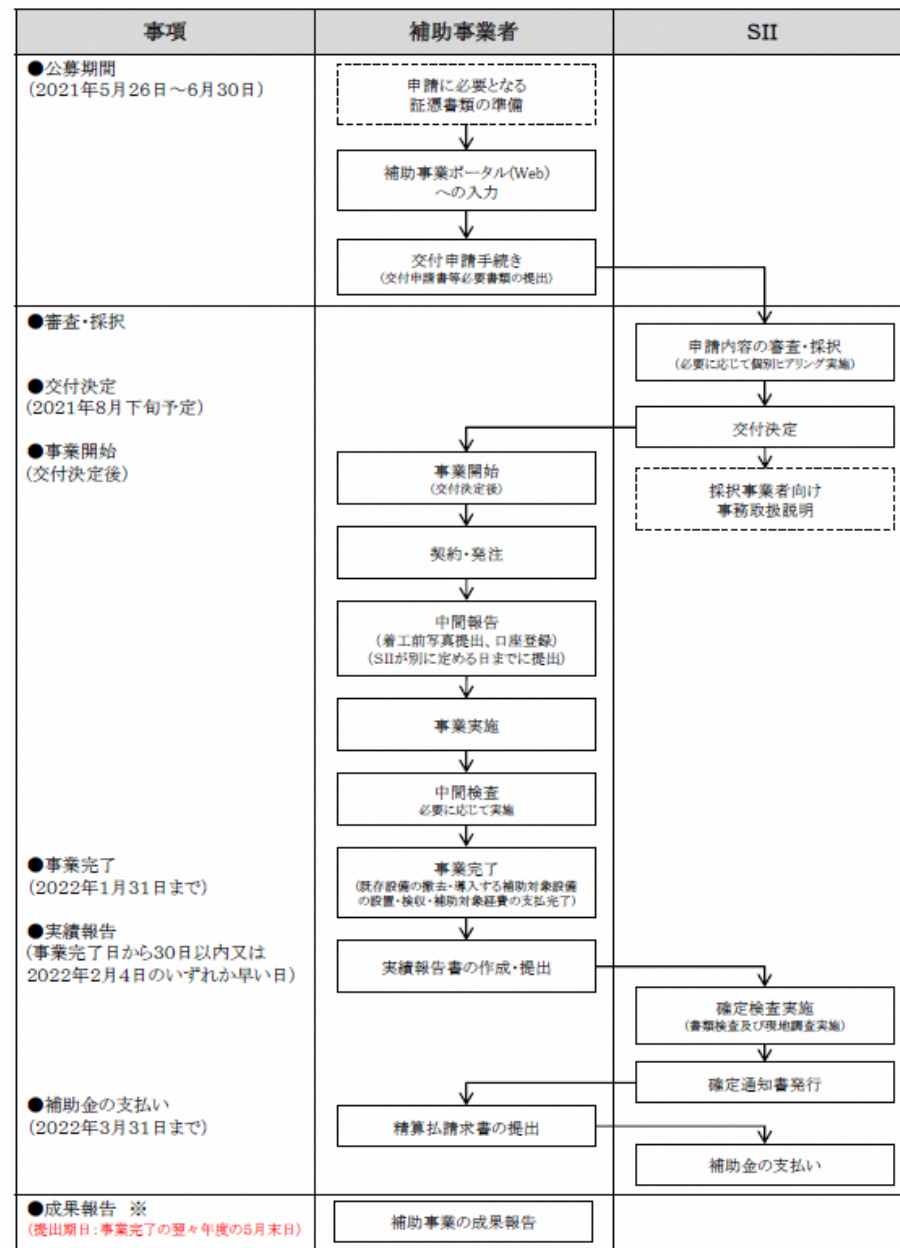 事項
補助事業者
SII
●公募期間
(2021年5月26日～6月30日)
申請に必要となる
証憑書類の準備
補助事業ポータル(Web)
への入力
交付申請手続き
(交付申請書等必要書類の提出)
●審査・採択
申請内容の審査・採択
(必要に応じて個別ヒアリング実施)
●交付決定
(2021年8月下旬予定)
交付決定
●事業開始
(交付決定後)
事業開始
(交付決定後)
採択事業者向け
事務取扱説明
契約・発注
中間報告
(着工前写真提出、口座登録)
(SIIが別に定める日までに提出)
事業実施
中間検査
必要に応じて実施
●事業完了
(2022年1月31日まで)
事業完了
(既存設備の撤去・導入する補助対象設備
の設置・検収・補助対象経費の支払完了)
●実績報告
(事業完了日から30日以内又は
2022年2月4日のいずれか早い日)
実績報告書の作成・提出
確定検査実施
(書類検査及び現地調査実施)
確定通知書発行
●補助金の支払い
(2022年3月31日まで)
精算払請求書の提出
補助金の支払い
●成果報告 ※
(提出期日:事業完了の翌々年度の5月末日)
補助事業の成果報告